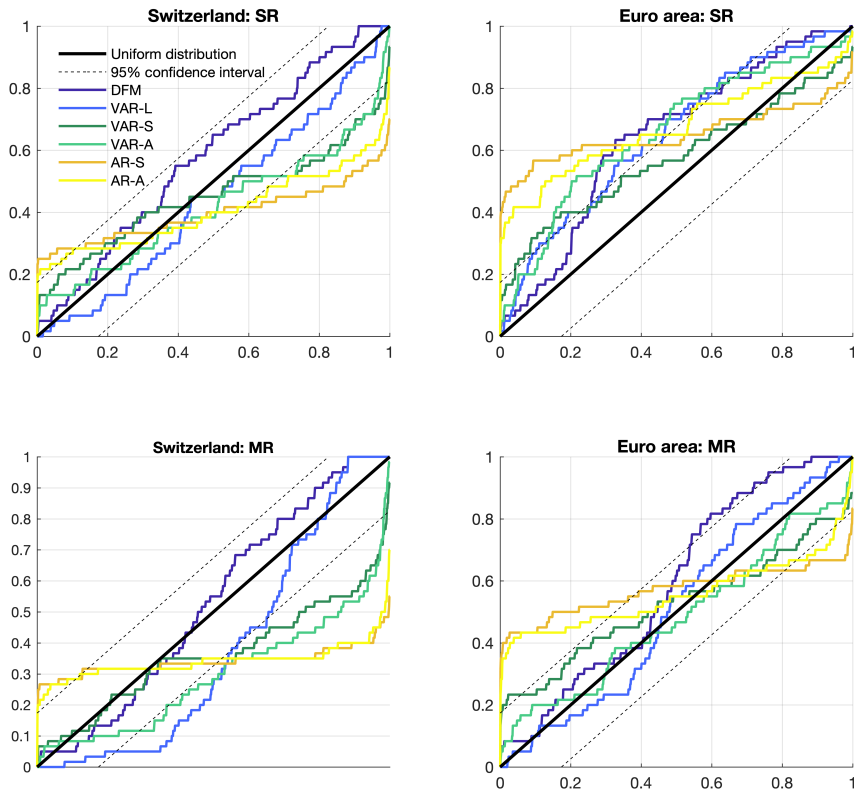 Switzerland: SR
1
0.8
0.6
0.4
0.2
0
0 0.2 0.4 0.6 0.8 1
Uniform distribution
95% confidence interval
DFM
VAR-L
VAR-S
VAR-A
AR-S
AR-A
Euro area: SR
1
0.8
0.6
0.4
0.2
0
0 0.2 0.4 0.6 0.8 1
Switzerland: MR
1
0.9
0.8
0.7
0.6
0.5
0.4
0.3
0.2
0.1
0
Euro area: MR
1
0.8
0.6
0.4
0.2
0
0 0.2 0.4 0.6 0.8 1